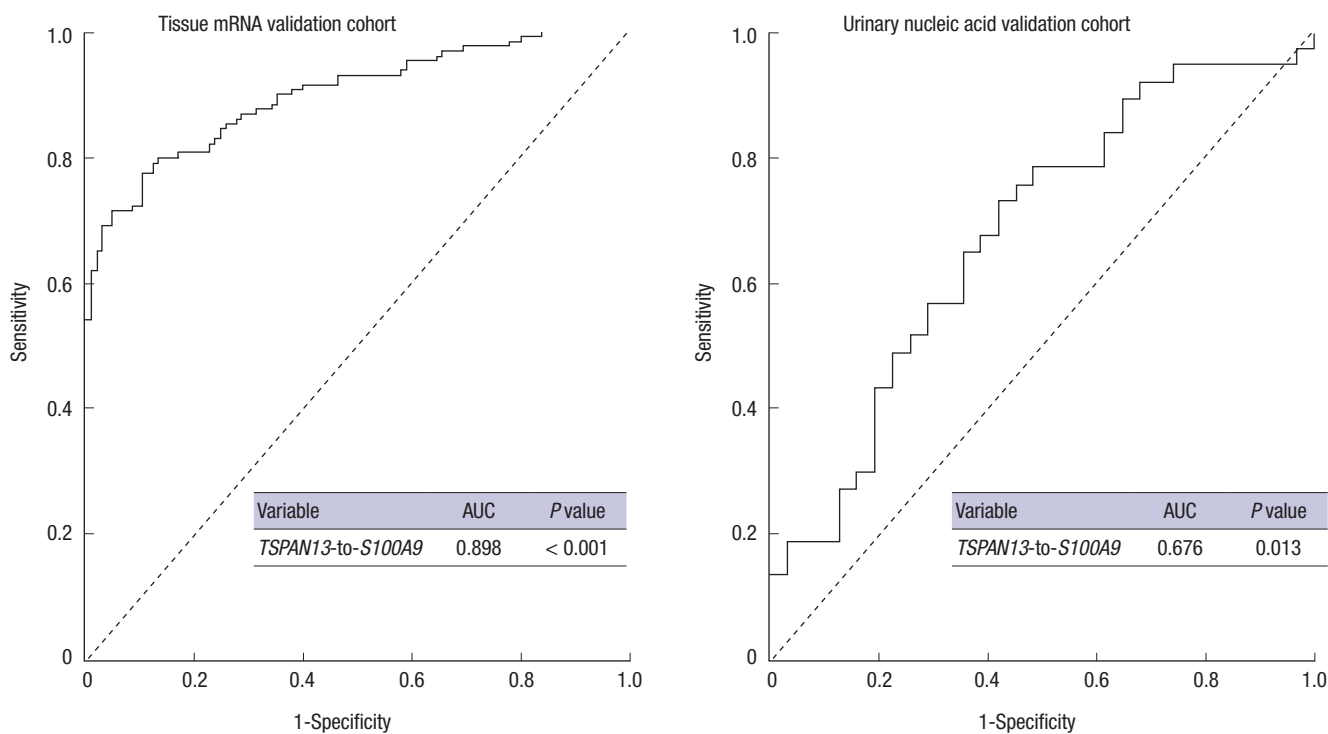 Tissue mRNA validation cohort
1.0
0.8
0.6
0.4
0.2
0
Sensitivity
Variable AUC P value
TSPAN13-to-S100A9 0.898 < 0.001
0 0.2 0.4 0.6 0.8 1.0
1-Specificity
Urinary nucleic acid validation cohort
1.0
0.8
0.6
0.4
0.2
0
Sensitivity
Variable AUC P value
TSPAN13-to-S100A9 0.676 0.013
0 0.2 0.4 0.6 0.8 1.0
1-Specificity